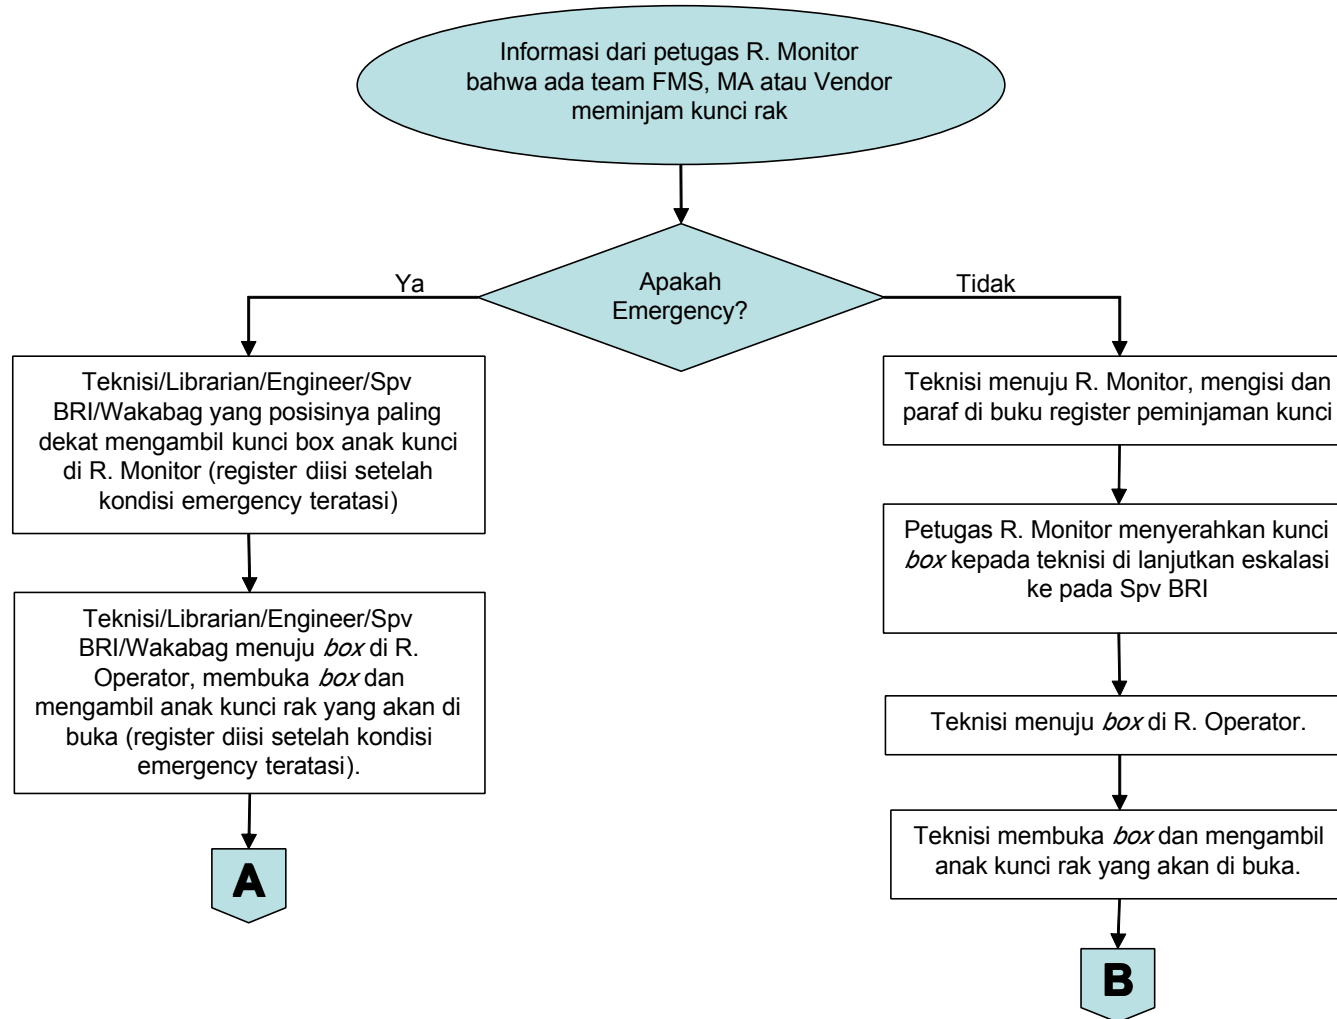 Informasi dari petugas R. Monitor
bahwa ada team FMS, MA atau Vendor
meminjam kunci rak
Apakah
Emergency?
Ya
Tidak
Teknisi/Librarian/Engineer/Spv
BRI/Wakabag yang posisinya paling
dekat mengambil kunci box anak kunci
di R. Monitor (register diisi setelah
kondisi emergency teratasi)
Teknisi/Librarian/Engineer/Spv
BRI/Wakabag menuju box di R.
Operator, membuka box dan
mengambil anak kunci rak yang akan di
buka (register diisi setelah kondisi
emergency teratasi).
A
Teknisi menuju R. Monitor, mengisi dan
paraf di buku register peminjaman kunci
Petugas R. Monitor menyerahkan kunci
box kepada teknisi di lanjutkan eskalasi
ke pada Spv BRI
Teknisi menuju box di R. Operator.
Teknisi membuka box dan mengambil
anak kunci rak yang akan di buka.
B